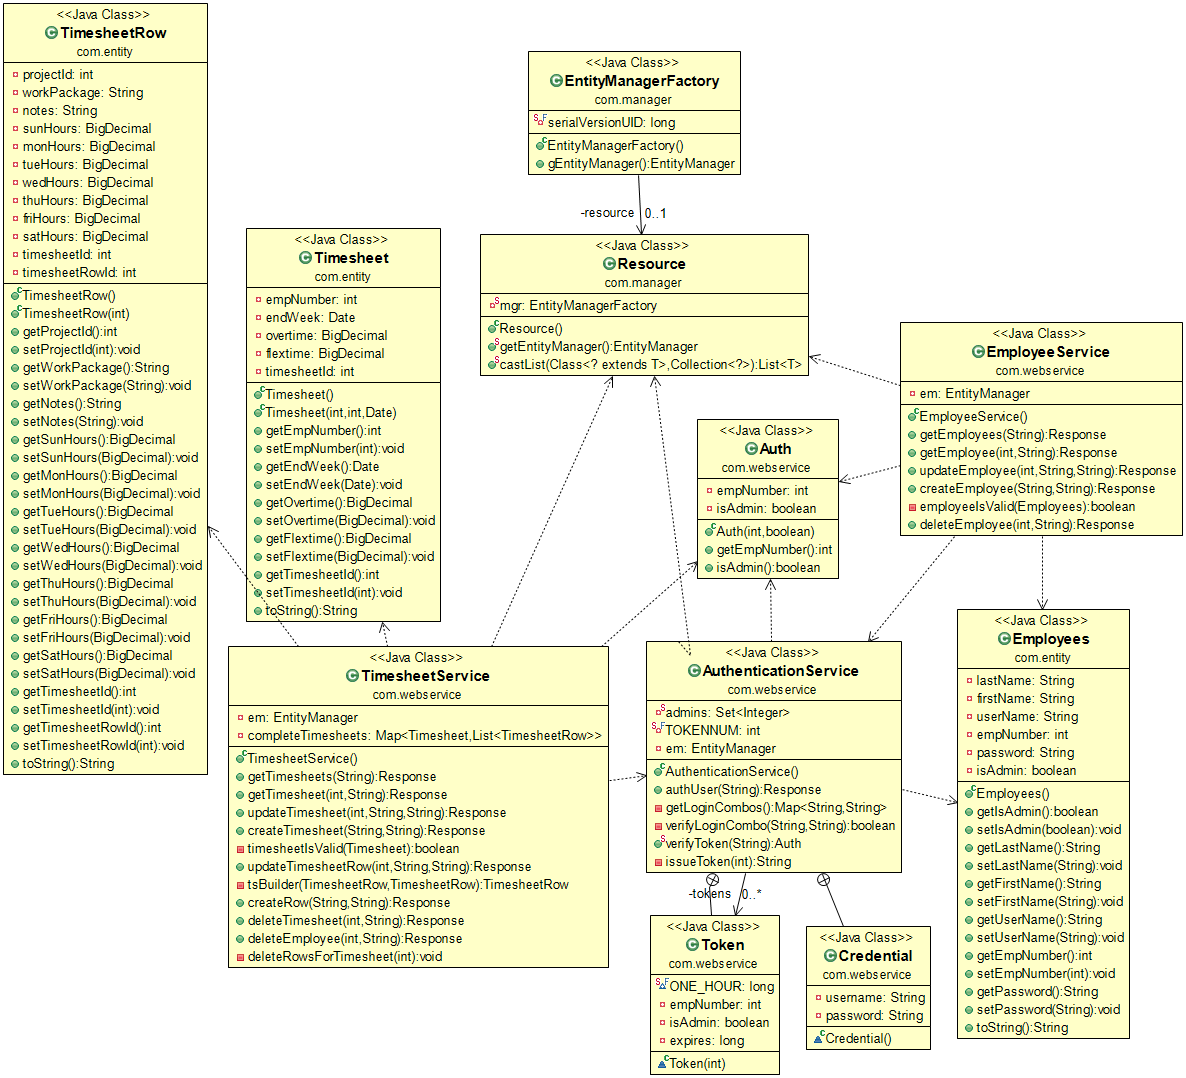 <<Java Class>>
TimesheetRow
com.entity
projectId: int
workPackage: String
notes: String
sunHours: BigDecimal
monHours: BigDecimal
tueHours: BigDecimal
wedHours: BigDecimal
thuHours: BigDecimal
friHours: BigDecimal
satHours: BigDecimal
timesheetId: int
timesheetRowId: int
TimesheetRow()
TimesheetRow(int)
getProjectId():int
setProjectId(int):void
getWorkPackage():String
setWorkPackage(String):void
getNotes():String
setNotes(String):void
getSunHours():BigDecimal
setSunHours(BigDecimal):void
getMonHours():BigDecimal
setMonHours(BigDecimal):void
getTueHours():BigDecimal
setTueHours(BigDecimal):void
getWedHours():BigDecimal
setWedHours(BigDecimal):void
getThuHours():BigDecimal
setThuHours(BigDecimal):void
getFriHours():BigDecimal
setFriHours(BigDecimal):void
getSatHours():BigDecimal
setSatHours(BigDecimal):void
getTimesheetId():int
setTimesheetId(int):void
getTimesheetRowId():int
setTimesheetRowId(int):void
toString():String
<<Java Class>>
Timesheet
com.entity
empNumber: int
endWeek: Date
overtime: BigDecimal
flextime: BigDecimal
timesheetId: int
Timesheet()
Timesheet(int,int,Date)
getEmpNumber():int
setEmpNumber(int):void
getEndWeek():Date
setEndWeek(Date):void
getOvertime():BigDecimal
setOvertime(BigDecimal):void
getFlextime():BigDecimal
setFlextime(BigDecimal):void
getTimesheetId():int
setTimesheetId(int):void
toString():String
<<Java Class>>
EntityManagerFactory
com.manager
serialVersionUID: long
EntityManagerFactory()
gEntityManager():EntityManager
-resource 0..1
<<Java Class>>
Resource
com.manager
mgr: EntityManagerFactory
Resource()
getEntityManager():EntityManager
castList(Class<? extends T>,Collection<?>):List<T>
<<Java Class>>
EmployeeService
com.webservice
em: EntityManager
EmployeeService()
getEmployees(String):Response
getEmployee(int,String):Response
updateEmployee(int,String,String):Response
createEmployee(String,String):Response
employeeIsValid(Employees):boolean
deleteEmployee(int,String):Response
<<Java Class>>
Auth
com.webservice
empNumber: int
isAdmin: boolean
Auth(int,boolean)
getEmpNumber():int
isAdmin():boolean
<<Java Class>>
TimesheetService
com.webservice
em: EntityManager
completeTimesheets: Map<Timesheet,List<TimesheetRow>>
TimesheetService()
getTimesheets(String):Response
getTimesheet(int,String):Response
updateTimesheet(int,String,String):Response
createTimesheet(String,String):Response
timesheetIsValid(Timesheet):boolean
updateTimesheetRow(int,String,String):Response
tsBuilder(TimesheetRow,TimesheetRow):TimesheetRow
createRow(String,String):Response
deleteTimesheet(int,String):Response
deleteEmployee(int,String):Response
deleteRowsForTimesheet(int):void
<<Java Class>>
AuthenticationService
com.webservice
admins: Set<Integer>
TOKENNUM: int
em: EntityManager
AuthenticationService()
authUser(String):Response
getLoginCombos():Map<String,String>
verifyLoginCombo(String,String):boolean
verifyToken(String):Auth
issueToken(int):String
-tokens 0..*
<<Java Class>>
Token
com.webservice
ONE_HOUR: long
empNumber: int
isAdmin: boolean
expires: long
Token(int)
<<Java Class>>
Credential
com.webservice
username: String
password: String
Credential()
<<Java Class>>
Employees
com.entity
lastName: String
firstName: String
userName: String
empNumber: int
password: String
isAdmin: boolean
Employees()
getIsAdmin():boolean
setIsAdmin(boolean):void
getLastName():String
setLastName(String):void
getFirstName():String
setFirstName(String):void
getUserName():String
setUserName(String):void
getEmpNumber():int
setEmpNumber(int):void
getPassword():String
setPassword(String):void
toString():String